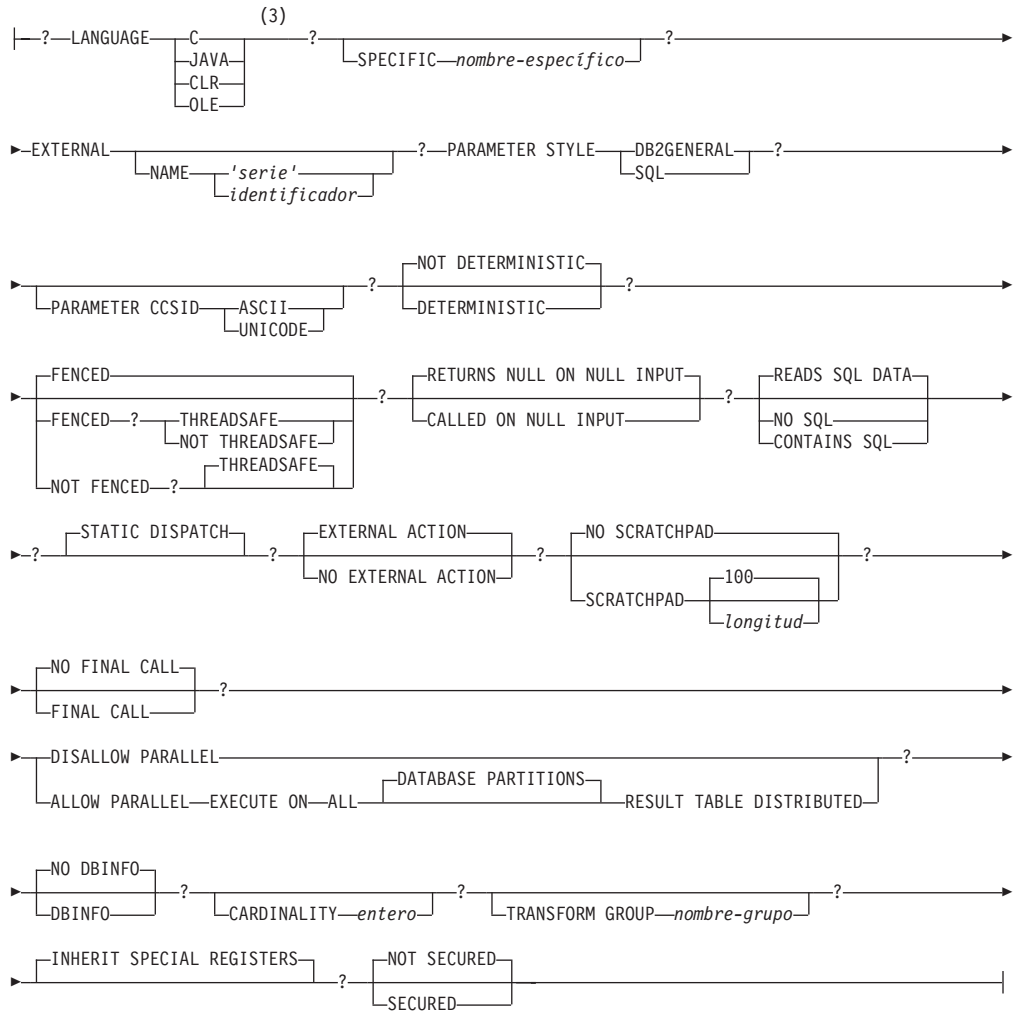 (3)
? LANGUAGE C ? ?
JAVA SPECIFIC nombre-específico
CLR
OLE
EXTERNAL ? PARAMETER STYLE DB2GENERAL ?
NAME 'serie' SQL
identificador
NOT DETERMINISTIC
? ?
PARAMETER CCSID ASCII DETERMINISTIC
UNICODE
FENCED RETURNS NULL ON NULL INPUT READS SQL DATA
? ?
FENCED ? THREADSAFE CALLED ON NULL INPUT NO SQL
NOT THREADSAFE CONTAINS SQL
THREADSAFE
NOT FENCED ?
STATIC DISPATCH EXTERNAL ACTION NO SCRATCHPAD
? ? ? ?
NO EXTERNAL ACTION 100
SCRATCHPAD
longitud
NO FINAL CALL
?
FINAL CALL
DISALLOW PARALLEL ?
DATABASE PARTITIONS
ALLOW PARALLEL EXECUTE ON ALL RESULT TABLE DISTRIBUTED
NO DBINFO
? ? ?
DBINFO CARDINALITY entero TRANSFORM GROUP nombre-grupo
INHERIT SPECIAL REGISTERS NOT SECURED
?
SECURED